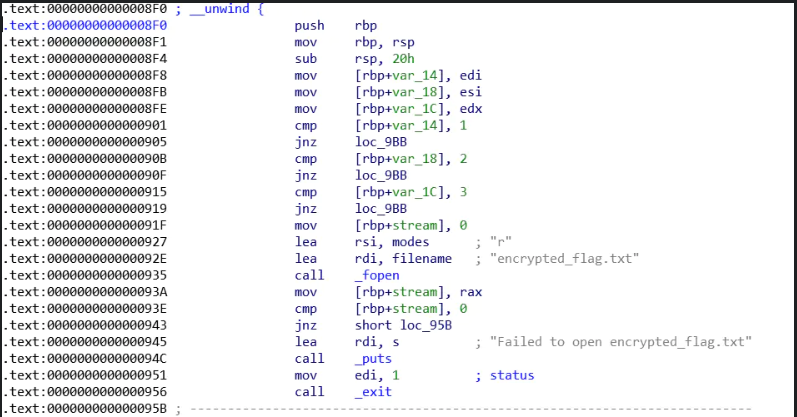 .text:00000000000008F0 ; __unwind {
.text:00000000000008F0 push rbp
.text:00000000000008F1 mov rbp, rsp
.text:00000000000008F4 sub rsp, 20h
.text:00000000000008F8 mov [rbp+var_14], edi
.text:00000000000008FB mov [rbp+var_18], esi
.text:00000000000008FE mov [rbp+var_1C], edx
.text:0000000000000901 cmp [rbp+var_14], 1
.text:0000000000000905 jnz loc_9BB
.text:000000000000090B cmp [rbp+var_18], 2
.text:000000000000090F jnz loc_9BB
.text:0000000000000915 cmp [rbp+var_1C], 3
.text:0000000000000919 jnz loc_9BB
.text:000000000000091F mov [rbp+stream], 0
.text:0000000000000927 lea rsi, modes ; "r"
.text:000000000000092E lea rdi, filename ; "encrypted_flag.txt"
.text:0000000000000935 call _fopen
.text:000000000000093A mov [rbp+stream], rax
.text:000000000000093E cmp [rbp+stream], 0
.text:0000000000000943 jnz short loc_95B
.text:0000000000000945 lea rdi, s ; "Failed to open encrypted_flag.txt"
.text:000000000000094C call _puts
.text:0000000000000951 mov edi, 1 ; status
.text:0000000000000956 call _exit
.text:000000000000095B ; ---------------------------------------------------------------------------